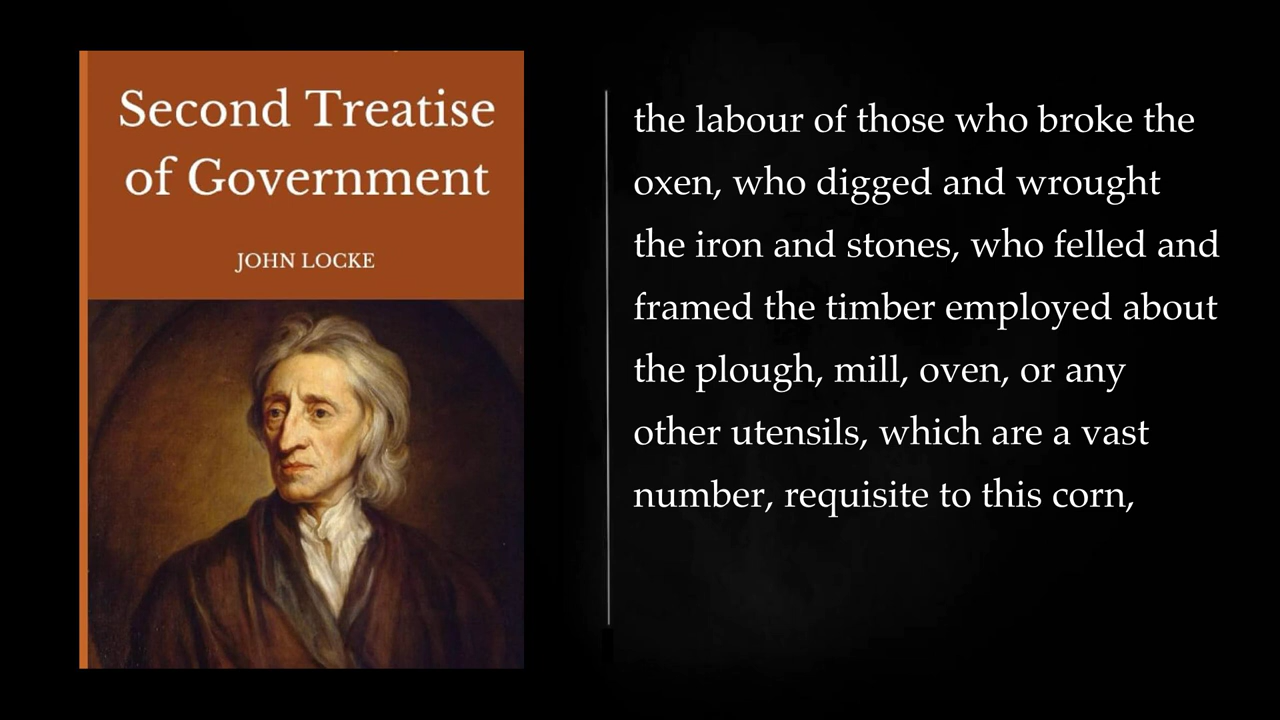 Second Treatise
of Government
JOHN LOCKE
the labour of those who broke the
oxen, who digged and wrought
the iron and stones, who felled and
framed the timber employed about
the plough, mill, oven, or any
other utensils, which are a vast
number, requisite to this corn,